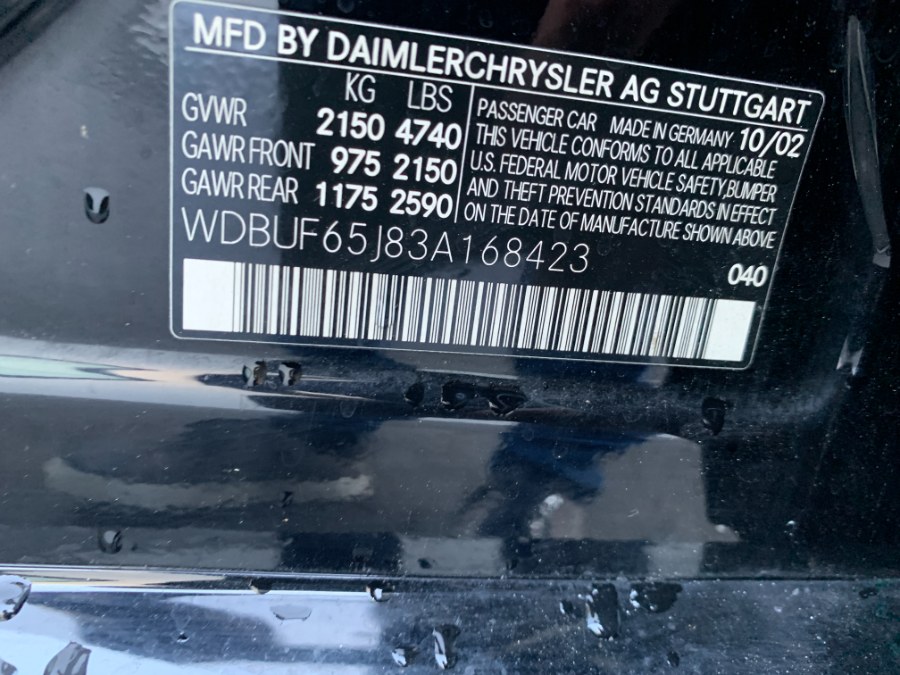 MFD BY DAIMLERCHRYSLER AG STUTTGART
KG LBS
GVWR 2150 4740
GAWR FRONT 975 2150
GAWR REAR 1175 2590
PASSENGER CAR MADE IN GERMANY 10/02
THIS VEHICLE CONFORMS TO ALL APPLICABLE
U.S. FEDERAL MOTOR VEHICLE SAFETY,BUMPER
AND THEFT PREVENTION STANDARDS IN EFFECT
ON THE DATE OF MANUFACTURE SHOWN ABOVE
WDBUF65J83A168423
040